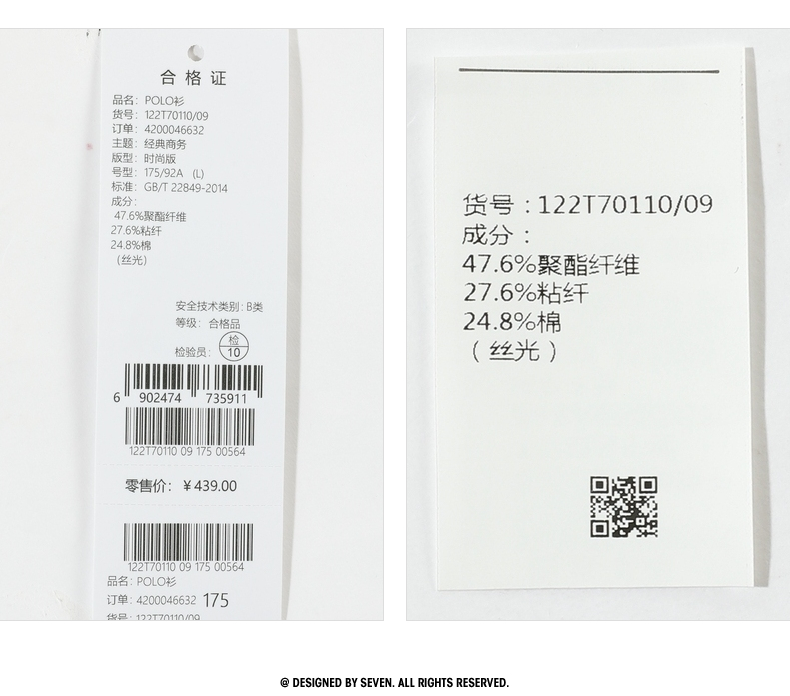 合格证
品名: POLO衫
货号: 122T70110/09
订单: 4200046632
主题: 经典商务
版型: 时尚版
号型: 175/92A (L)
标准: GB/T 22849-2014
成分:
47.6%聚酯纤维
27.6%粘纤
24.8%棉
(丝光)
安全技术类别: B类
等级: 合格品
检验员: 检 10
6 902474 735911
122T70110 09 175 00564
零售价: ¥439.00
122T70110 09 175 00564
品名: POLO衫
订单: 4200046632 175
货号: 122T70110/09
货号:122T70110/09
成分:
47.6%聚酯纤维
27.6%粘纤
24.8%棉
(丝光)
@ DESIGNED BY SEVEN. ALL RIGHTS RESERVED.